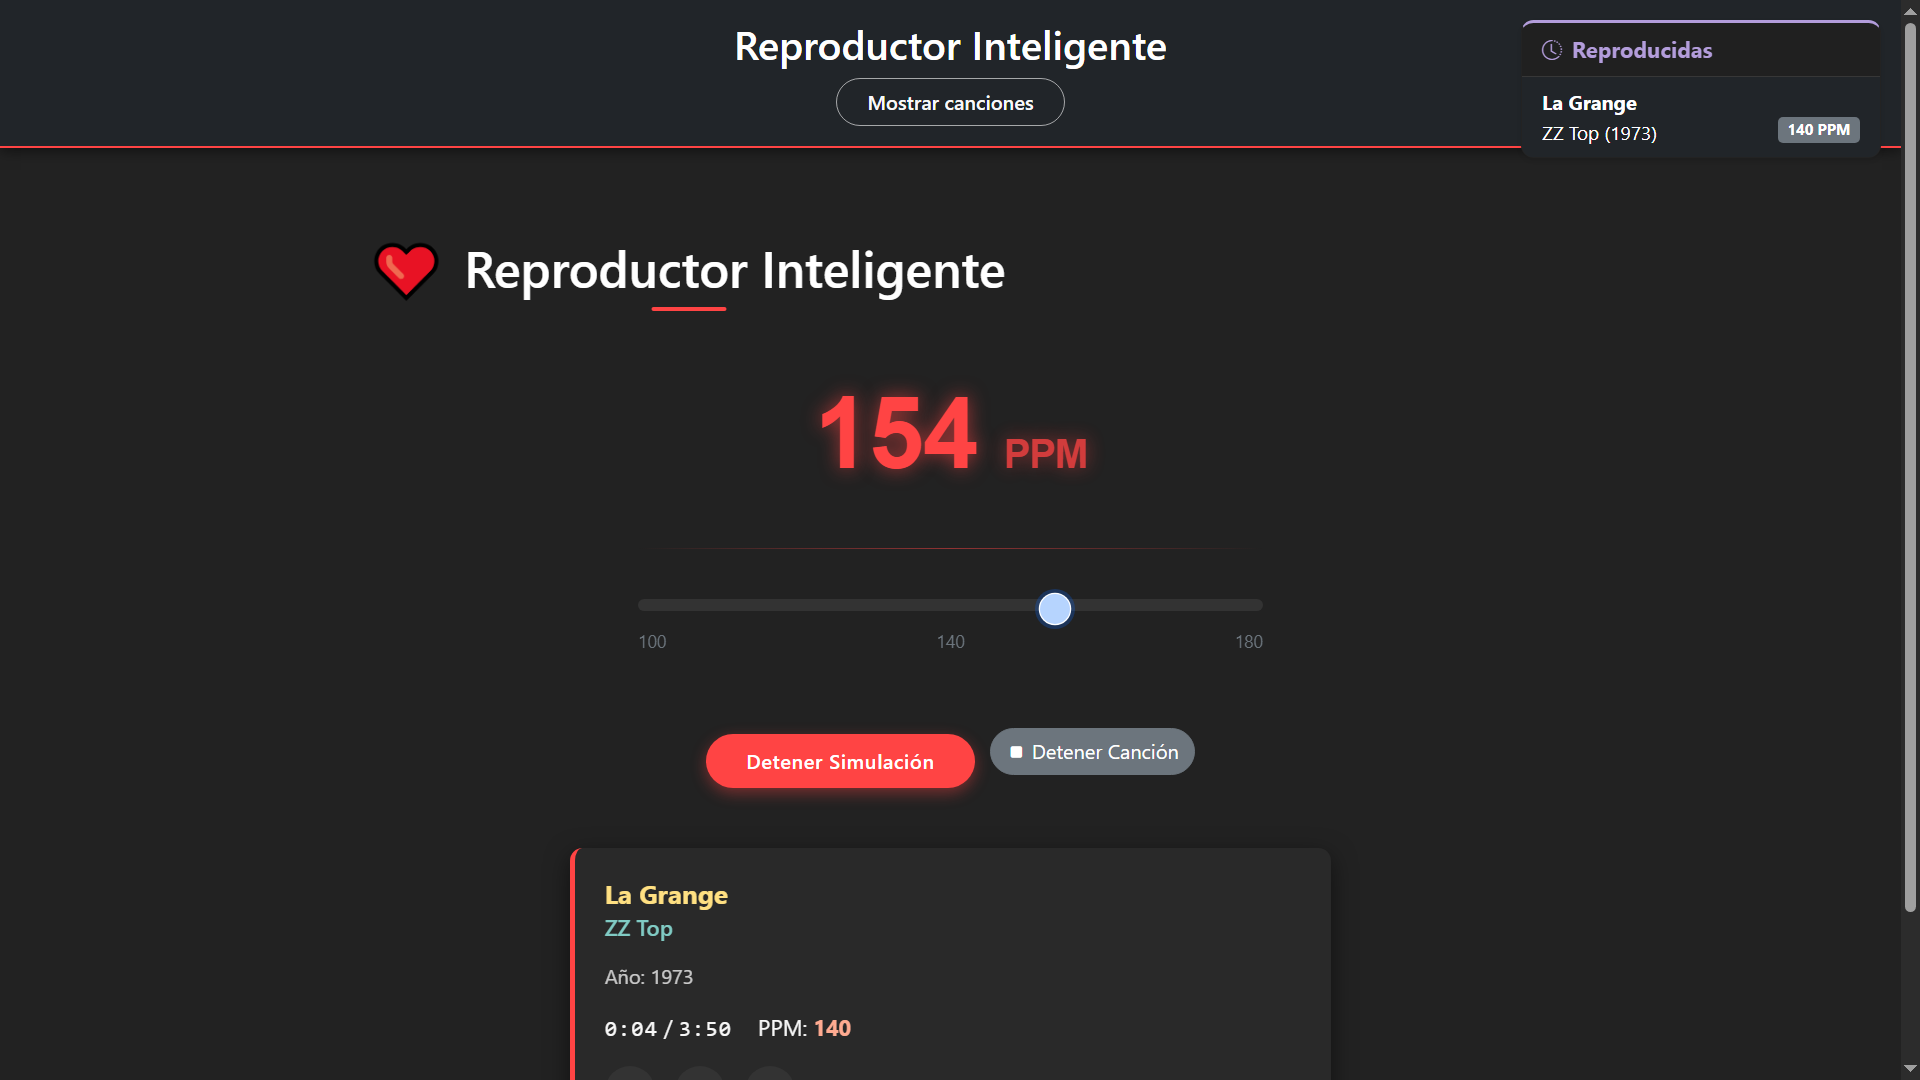 Reproductor Inteligente
Mostrar canciones
Reproducidas
La Grange
ZZ Top (1973)
140 PPM
Reproductor Inteligente
154 PPM
100 140 180
Detener Simulación
Detener Canción
La Grange
ZZ Top
Año: 1973
0:04 / 3:50 PPM: 140